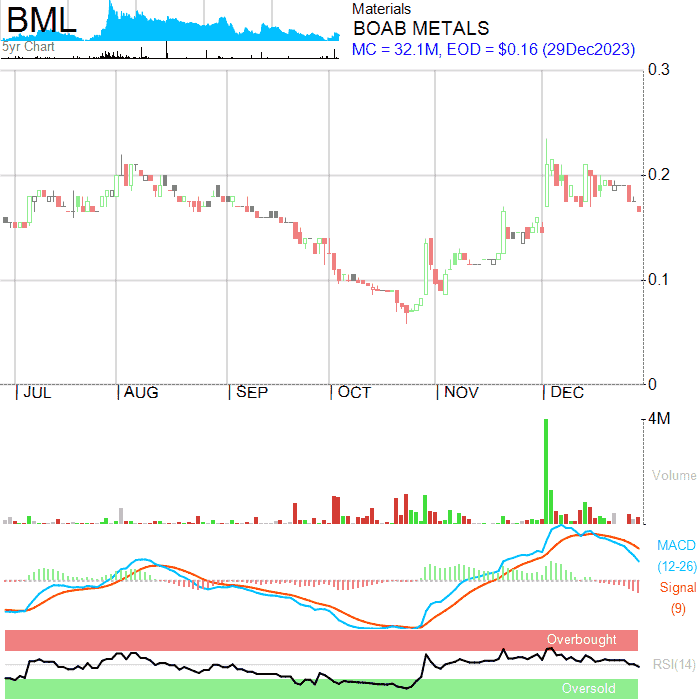 BML
5yr Chart
Materials
BOAB METALS
MC = 32.1M, EOD = $0.16 (29Dec2023)
0.3
0.2
0.1
0
JUL AUG SEP OCT NOV DEC
4M
Volume
MACD
(12-26)
Signal
(9)
Overbought
RSI(14)
Oversold